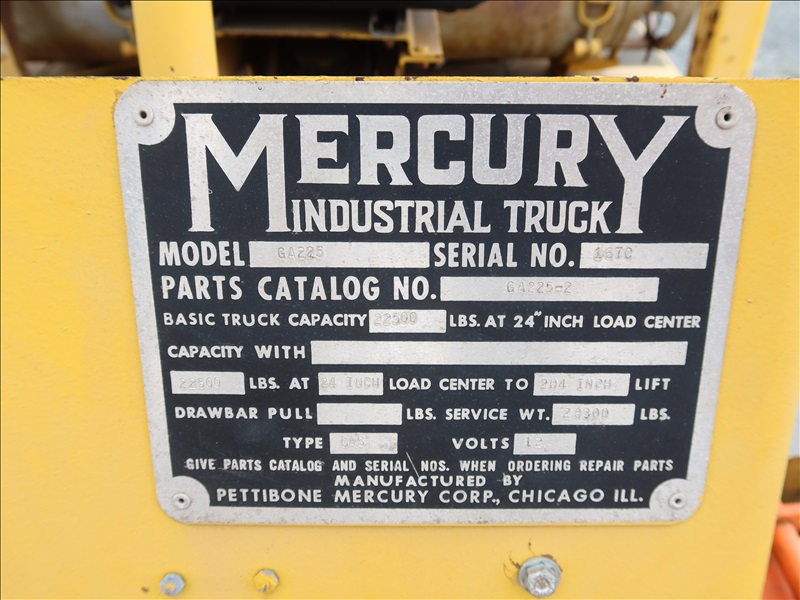 MERCURY
INDUSTRIAL TRUCK
MODEL GA225 SERIAL NO.
PARTS CATALOG NO. GA225-2
BASIC TRUCK CAPACITY 22500 LBS. AT 24" INCH LOAD CENTER
CAPACITY WITH
22500 LBS. AT 24 INCH LOAD CENTER TO 204 INCH LIFT
DRAWBAR PULL LBS. SERVICE WT. LBS.
TYPE GAS VOLTS 12
GIVE PARTS CATALOG AND SERIAL NOS. WHEN ORDERING REPAIR PARTS
MANUFACTURED BY
PETTIBONE MERCURY CORP., CHICAGO ILL.